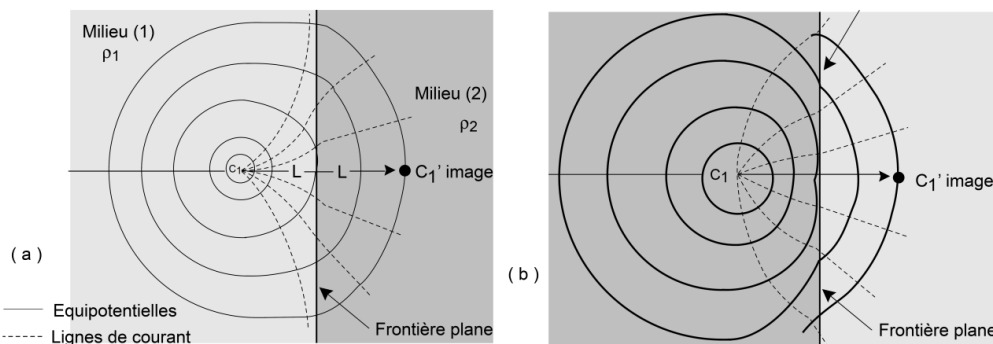 Milieu (1)
ρ1
Milieu (2)
ρ2
C1
L
L
C1' image
( a )
Equipotentielles
Lignes de courant
Frontière plane
C1
C1' image
( b )
Frontière plane